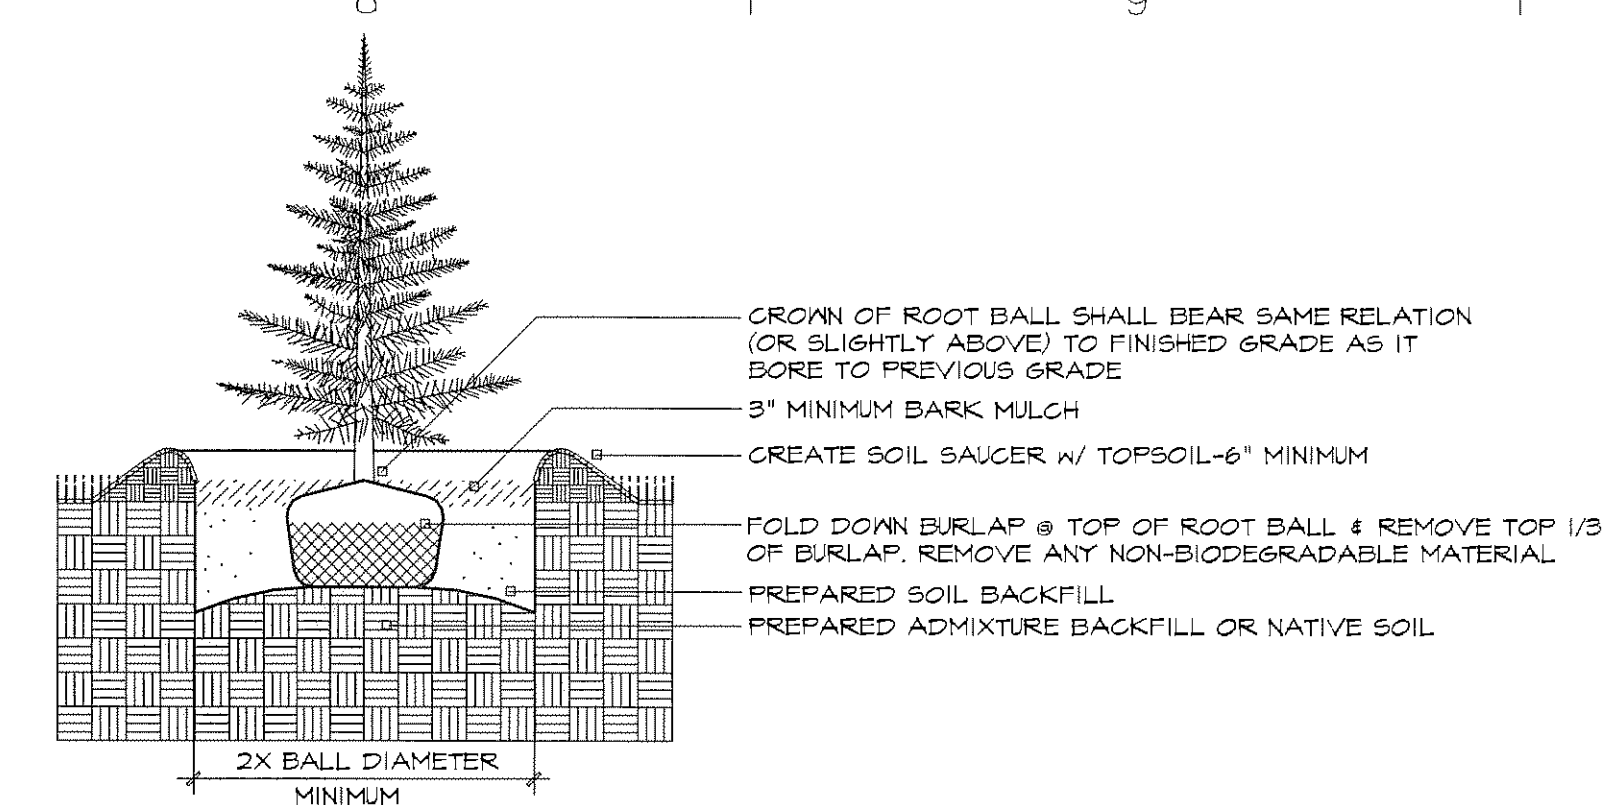 9
CROWN OF ROOT BALL SHALL BEAR SAME RELATION
(OR SLIGHTLY ABOVE) TO FINISHED GRADE AS IT
BORE TO PREVIOUS GRADE
3" MINIMUM BARK MULCH
CREATE SOIL SAUCER W/ TOPSOIL-6" MINIMUM
FOLD DOWN BURLAP @ TOP OF ROOT BALL & REMOVE TOP 1/3
OF BURLAP. REMOVE ANY NON-BIODEGRADABLE MATERIAL
PREPARED SOIL BACKFILL
PREPARED ADMIXTURE BACKFILL OR NATIVE SOIL
2X BALL DIAMETER
MINIMUM